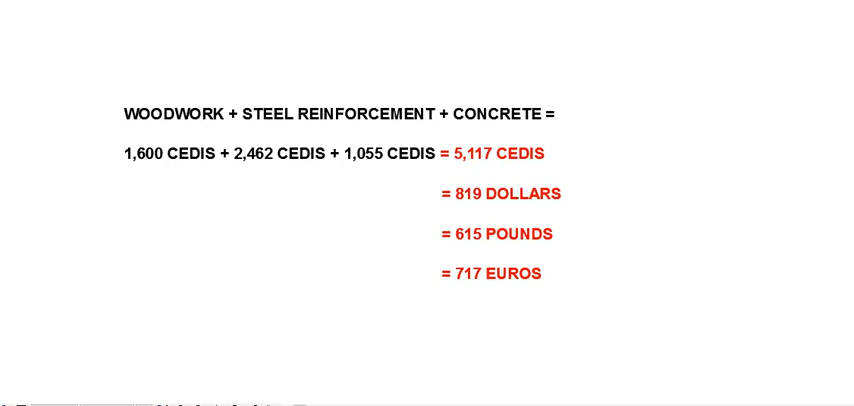 WOODWORK + STEEL REINFORCEMENT + CONCRETE =
1,600 CEDIS + 2,462 CEDIS + 1,055 CEDIS = 5,117 CEDIS
= 819 DOLLARS
= 615 POUNDS
= 717 EUROS